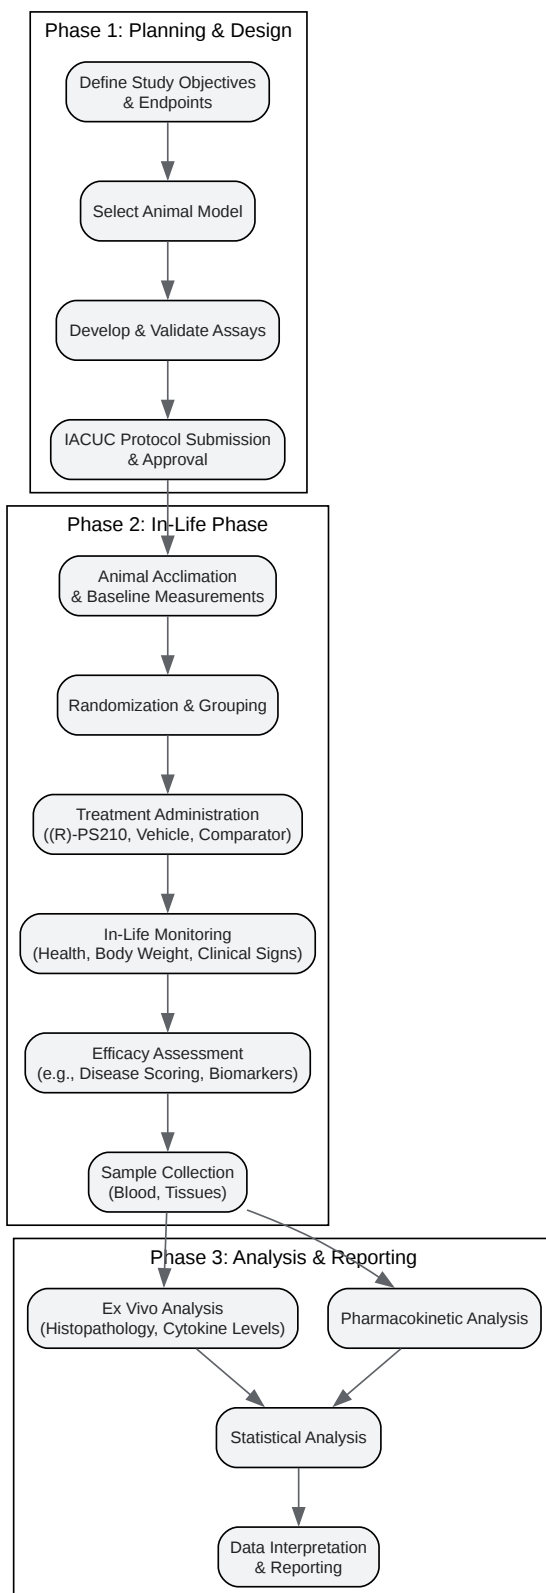 Phase 1: Planning & Design
Define Study Objectives
& Endpoints
Select Animal Model
Develop & Validate Assays
IACUC Protocol Submission
& Approval
Phase 2: In-Life Phase
Animal Acclimation
& Baseline Measurements
Randomization & Grouping
Treatment Administration
((R)-PS210, Vehicle, Comparator)
In-Life Monitoring
(Health, Body Weight, Clinical Signs)
Efficacy Assessment
(e.g., Disease Scoring, Biomarkers)
Sample Collection
(Blood, Tissues)
Phase 3: Analysis & Reporting
Ex Vivo Analysis
(Histopathology, Cytokine Levels)
Pharmacokinetic Analysis
Statistical Analysis
Data Interpretation
& Reporting